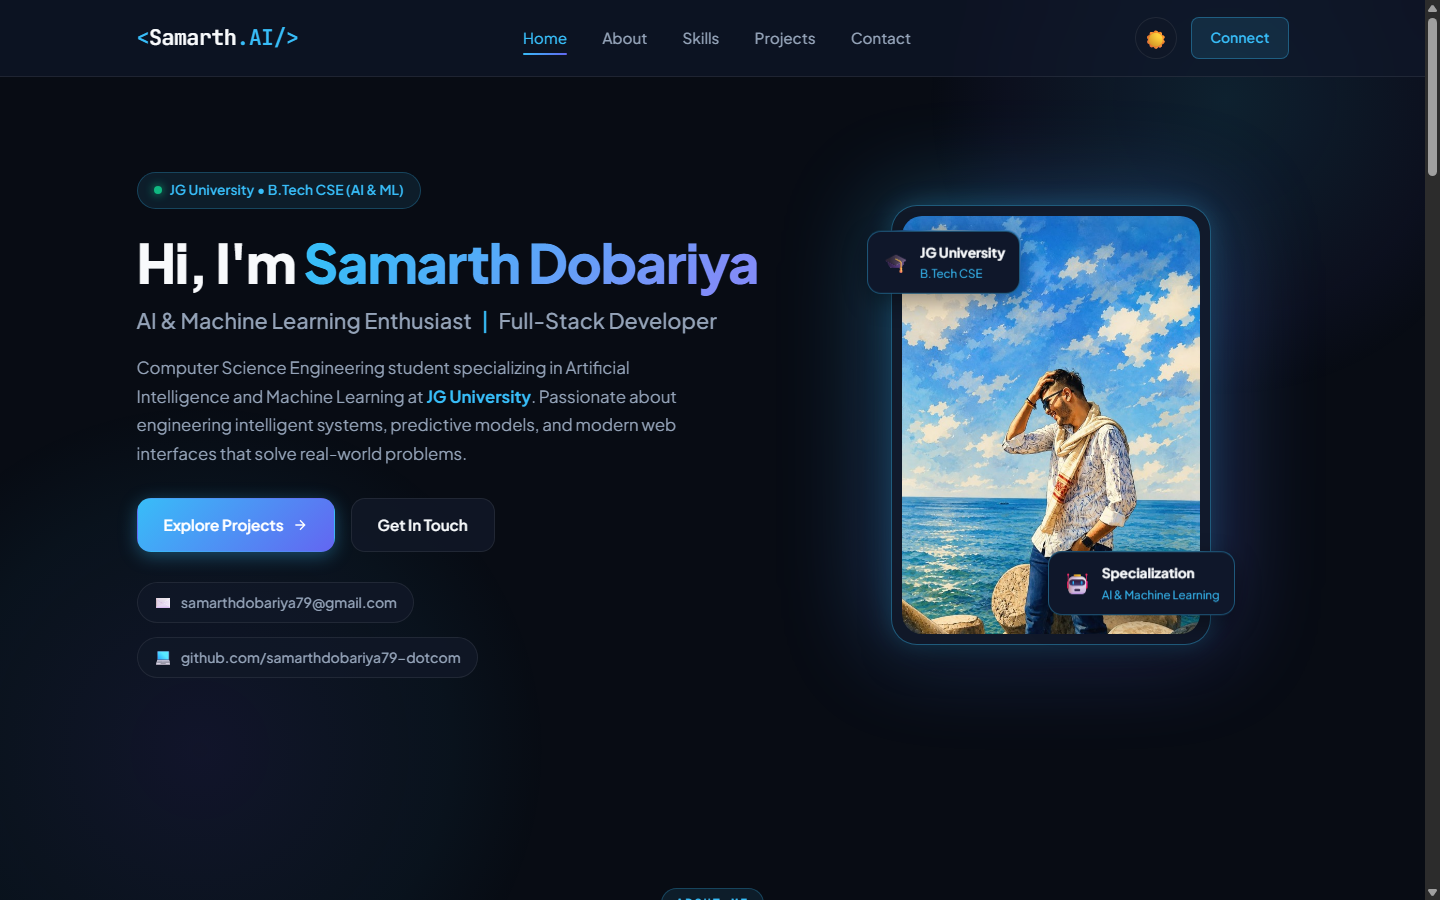 <Samarth.AI/>
Home
About
Skills
Projects
Contact
Connect
JG University • B.Tech CSE (AI & ML)
Hi, I'm Samarth Dobariya
AI & Machine Learning Enthusiast | Full-Stack Developer
Computer Science Engineering student specializing in Artificial
Intelligence and Machine Learning at JG University. Passionate about
engineering intelligent systems, predictive models, and modern web
interfaces that solve real-world problems.
Explore Projects →
Get In Touch
samarthdobariya79@gmail.com
github.com/samarthdobariya79-dotcom
JG University
B.Tech CSE
Specialization
AI & Machine Learning